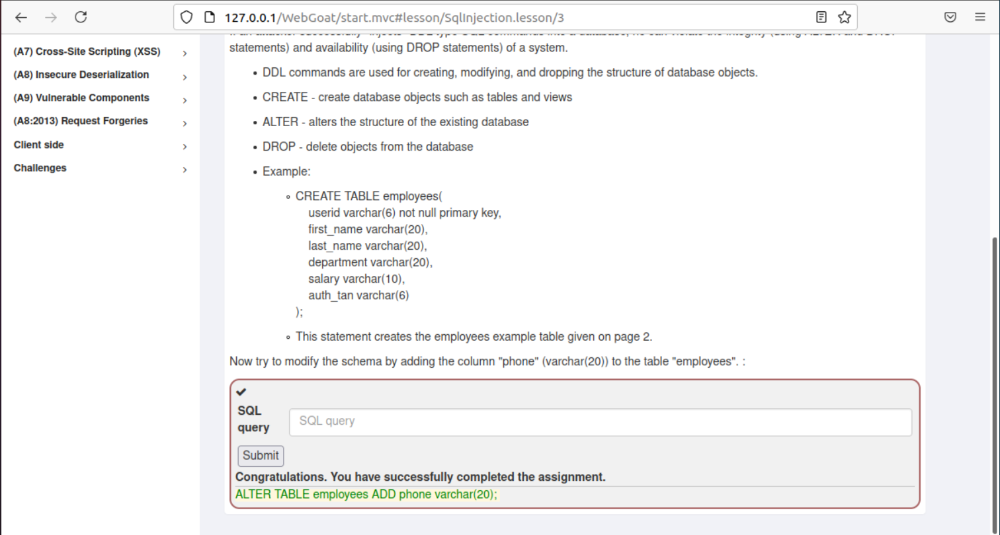 127.0.0.1/WebGoat/start.mvc#lesson/SqlInjection.lesson/3
(A7) Cross-Site Scripting (XSS)
(A8) Insecure Deserialization
(A9) Vulnerable Components
(A8:2013) Request Forgeries
Client side
Challenges
statements) and availability (using DROP statements) of a system.
• DDL commands are used for creating, modifying, and dropping the structure of database objects.
• CREATE - create database objects such as tables and views
• ALTER - alters the structure of the existing database
• DROP - delete objects from the database
• Example:
◦ CREATE TABLE employees(
userid varchar(6) not null primary key,
first_name varchar(20),
last_name varchar(20),
department varchar(20),
salary varchar(10),
auth_tan varchar(6)
);
◦ This statement creates the employees example table given on page 2.
Now try to modify the schema by adding the column "phone" (varchar(20)) to the table "employees". :
SQL query
SQL query
Submit
Congratulations. You have successfully completed the assignment.
ALTER TABLE employees ADD phone varchar(20);